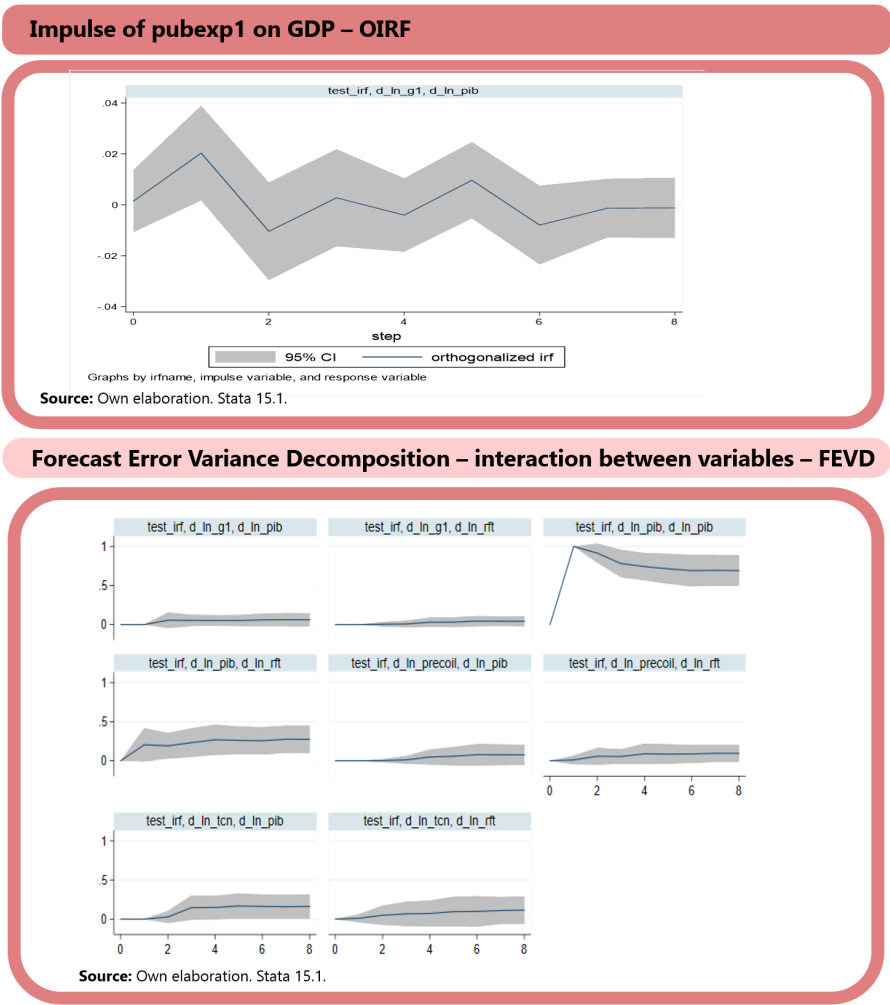 Impulse of pubexp1 on GDP – OIRF
test_irf, d_ln_g1, d_ln_pib
.04
.02
0
-.02
-.04
0 2 4 6 8
step
95% CI orthogonalized irf
Graphs by irfname, impulse variable, and response variable
Source: Own elaboration. Stata 15.1.
Forecast Error Variance Decomposition – interaction between variables – FEVD
test_irf, d_ln_g1, d_ln_pib test_irf, d_ln_g1, d_ln_rft test_irf, d_ln_pib, d_ln_pib
1
.5
0
test_irf, d_ln_pib, d_ln_rft test_irf, d_ln_precoil, d_ln_pib test_irf, d_ln_precoil, d_ln_rft
1
.5
0
0 2 4 6 8
test_irf, d_ln_tcn, d_ln_pib test_irf, d_ln_tcn, d_ln_rft
1
.5
0
0 2 4 6 8 0 2 4 6 8
Source: Own elaboration. Stata 15.1.